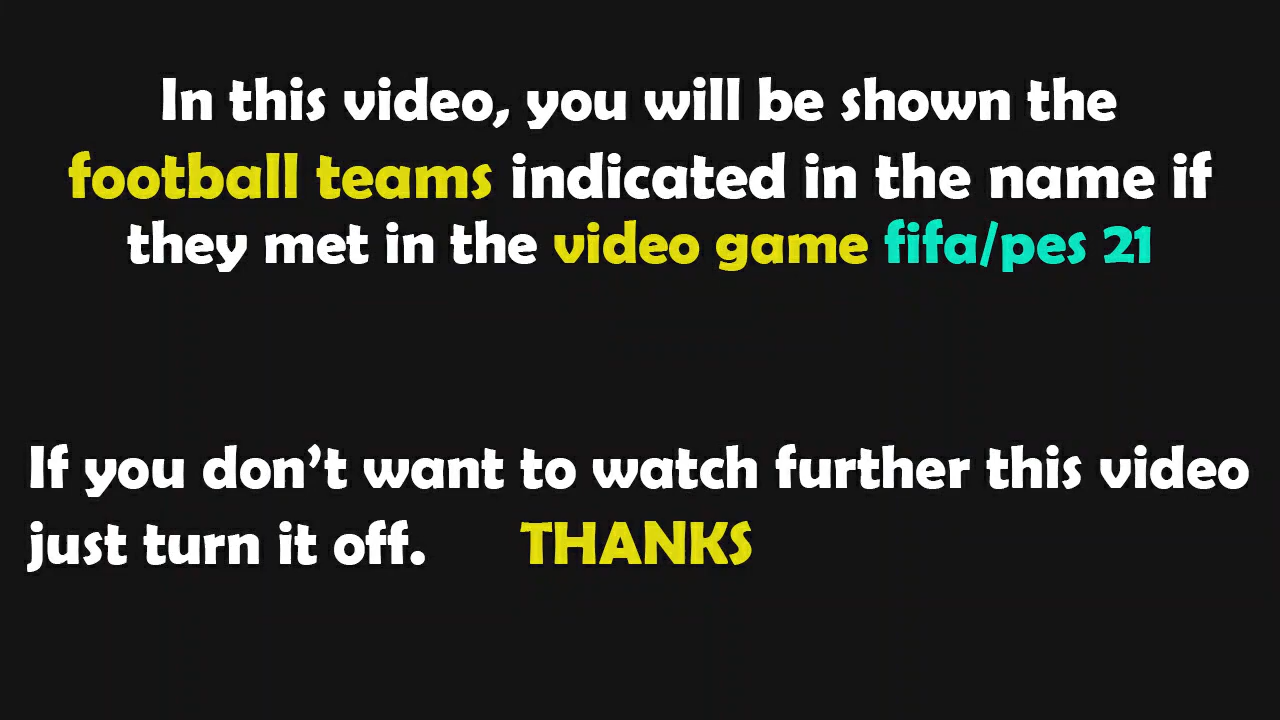 In this video, you will be shown the
football teams indicated in the name if
they met in the video game fifa/pes 21
If you don’t want to watch further this video
just turn it off. THANKS